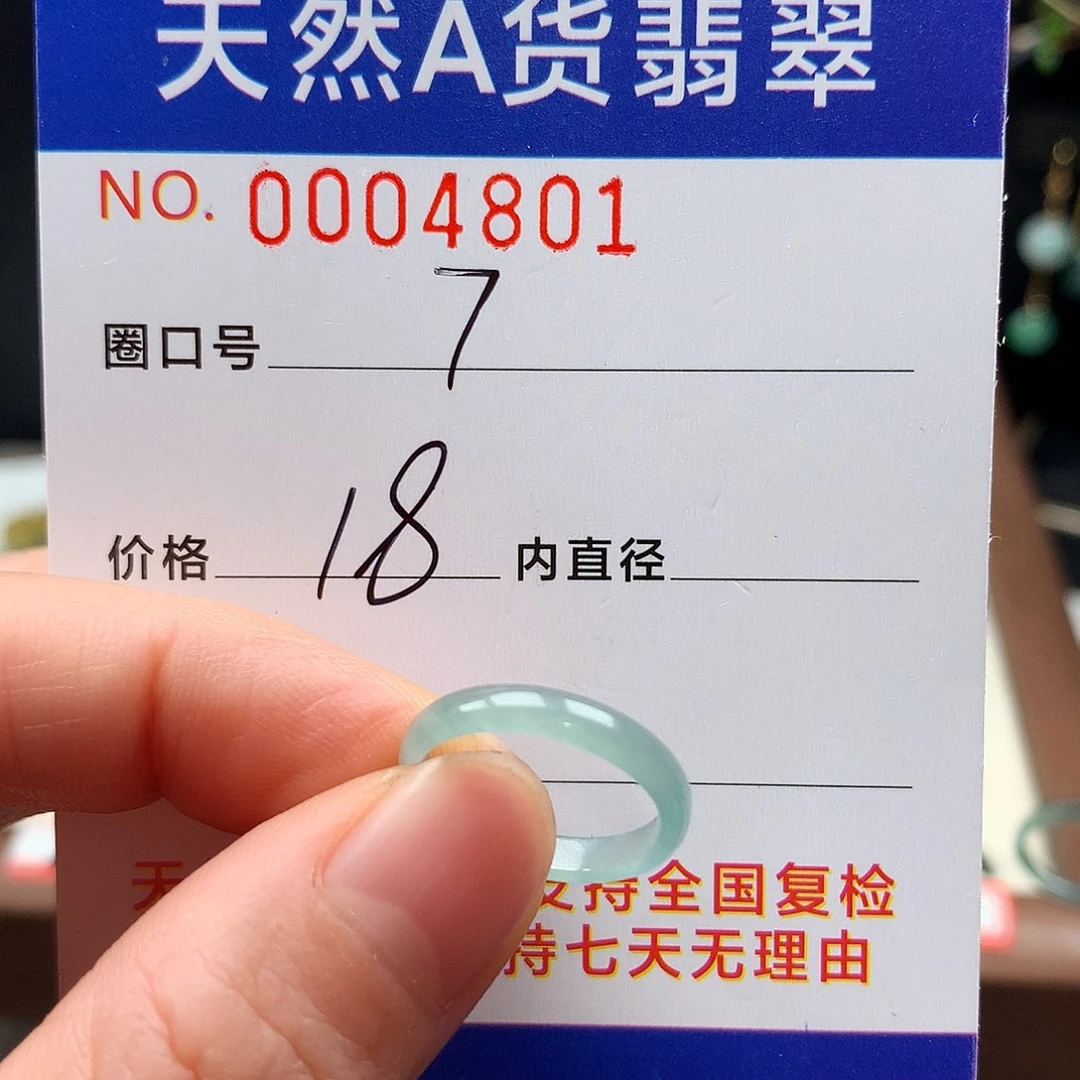 天然A货翡翠
NO. 0004801
圈口号 7
价格 18 内直径
天 支持全国复检
持七天无理由